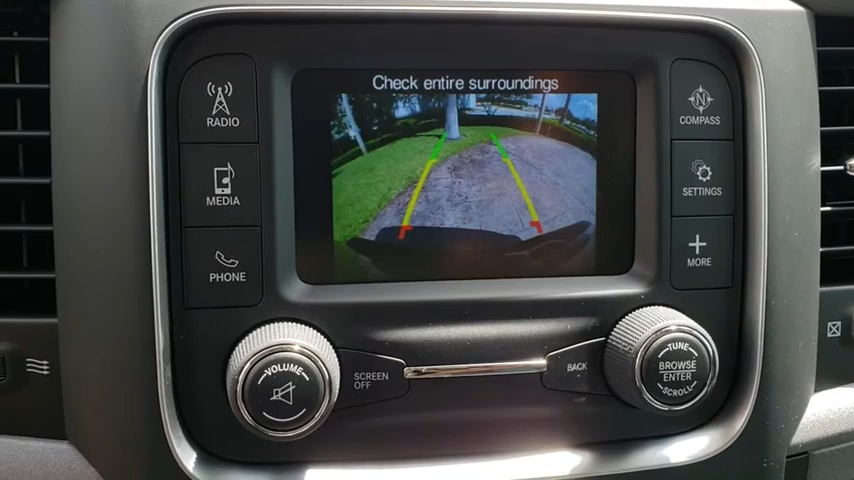 Check entire surroundings
RADIO
MEDIA
PHONE
N
COMPASS
SETTINGS
MORE
VOLUME
SCREEN
OFF
BACK
TUNE
BROWSE
ENTER
SCROLL